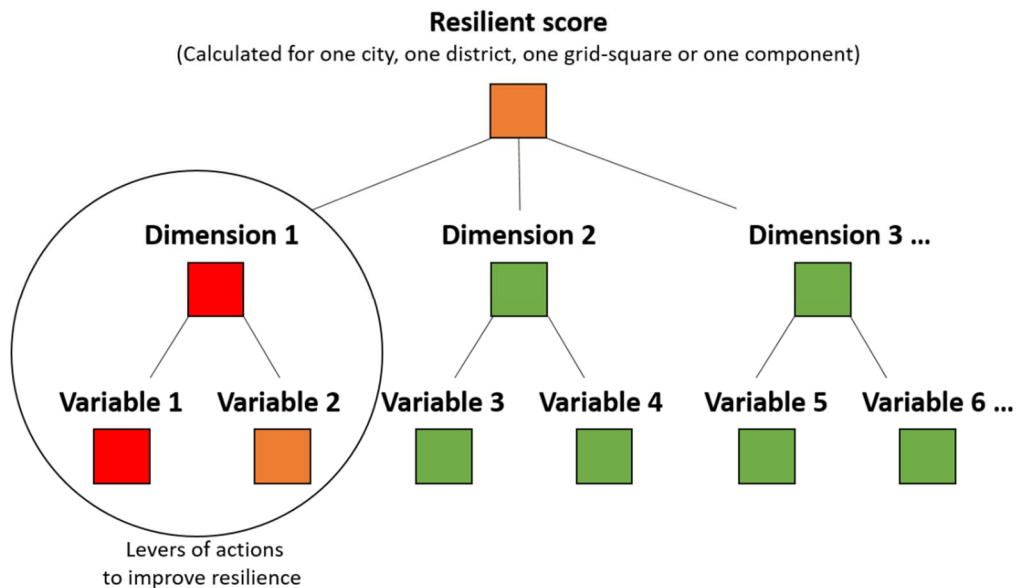 Resilient score
(Calculated for one city, one district, one grid-square or one component)
Dimension 1
Dimension 2
Dimension 3 ...
Variable 1
Variable 2
Variable 3
Variable 4
Variable 5
Variable 6 ...
Levers of actions
to improve resilience